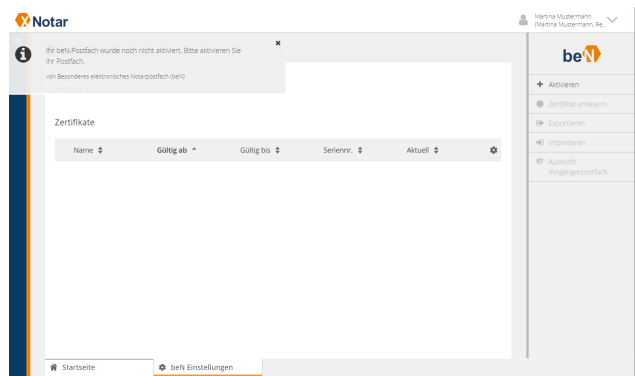 XNotar
Martina Mustermann
(Martina Mustermann, Re...
Ihr beN-Postfach wurde noch nicht aktiviert. Bitte aktivieren Sie
Ihr Postfach.
von Besonderes elektronisches Notarpostfach (beN)
beN
Aktivieren
Zertifikat erneuern
Exportieren
Importieren
Auskunft
Vorgängerpostfach
Zertifikate
Name Gültig ab Gültig bis Seriennr. Aktuell
Startseite beN Einstellungen